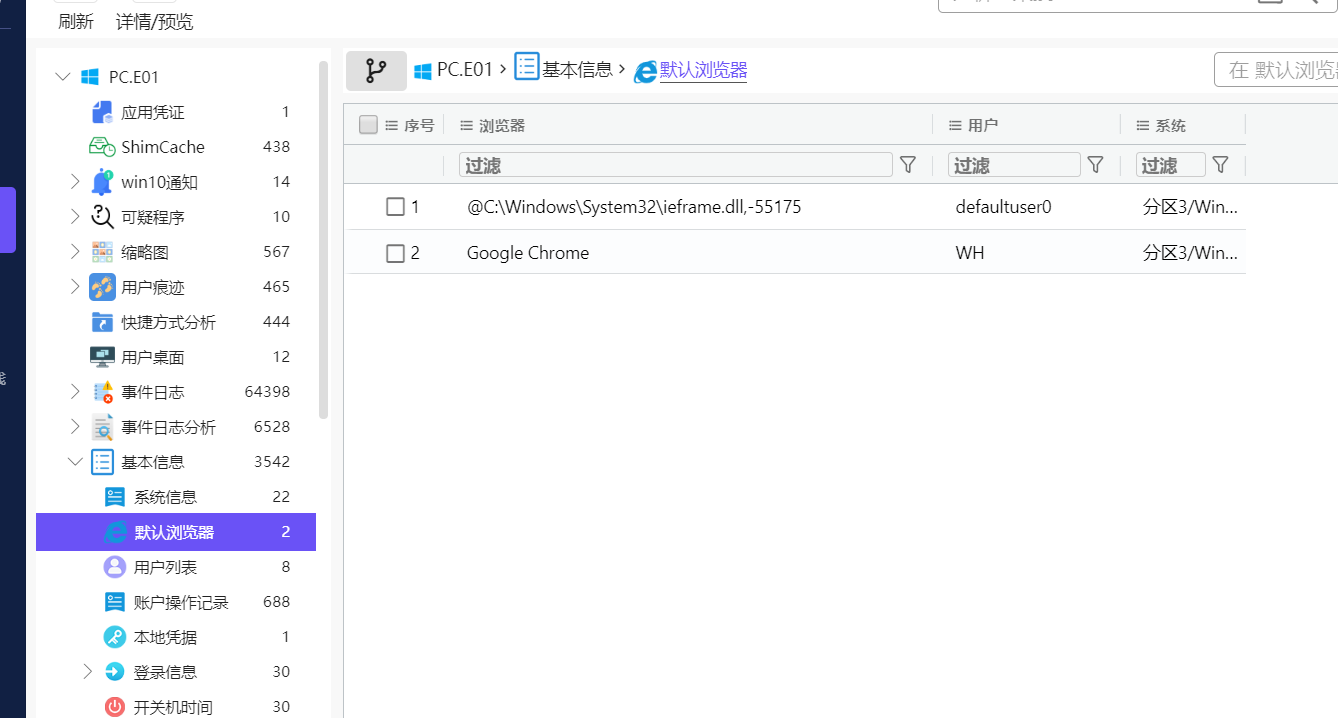 刷新 详情/预览
PC.E01
应用凭证 1
ShimCache 438
win10通知 14
可疑程序 10
缩略图 567
用户痕迹 465
快捷方式分析 444
用户桌面 12
事件日志 64398
事件日志分析 6528
基本信息 3542
系统信息 22
默认浏览器 2
用户列表 8
账户操作记录 688
本地凭据 1
登录信息 30
开关机时间 30
PC.E01 > 基本信息 > 默认浏览器
在 默认浏览
序号 浏览器 用户 系统
过滤 过滤 过滤
1 @C:\Windows\System32\ieframe.dll,-55175 defaultuser0 分区3/Win...
2 Google Chrome WH 分区3/Win...